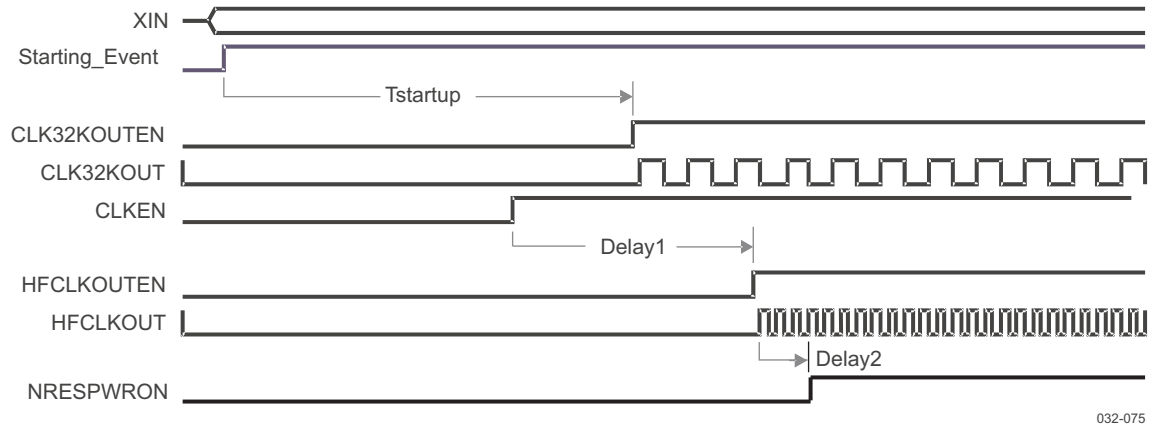 XIN
Starting_Event
Tstartup
CLK32KOUTEN
CLK32KOUT
CLKEN
Delay1
HFCLKOUTEN
HFCLKOUT
Delay2
NRESPWRON
032-075